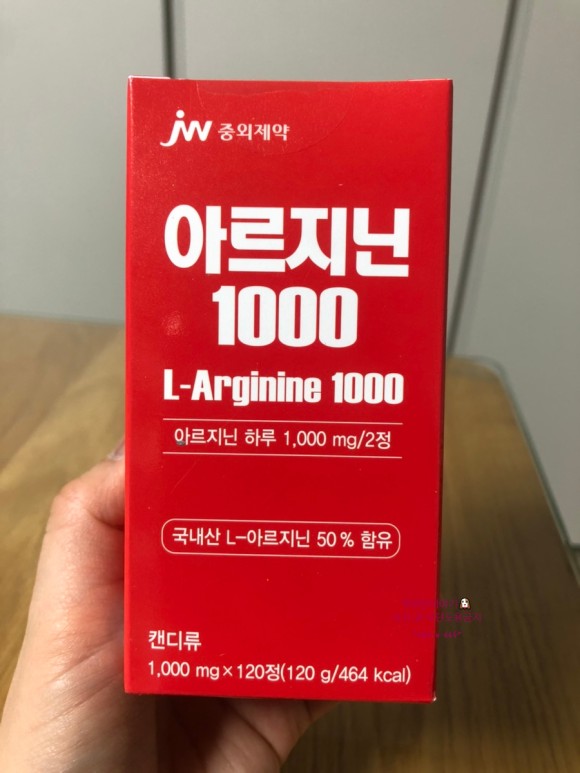 jw 중외제약
아르지닌
1000
L-Arginine 1000
아르지닌 하루 1,000 mg/2정
국내산 L-아르지닌 50% 함유
캔디류
1,000 mg×120정(120 g/464 kcal)